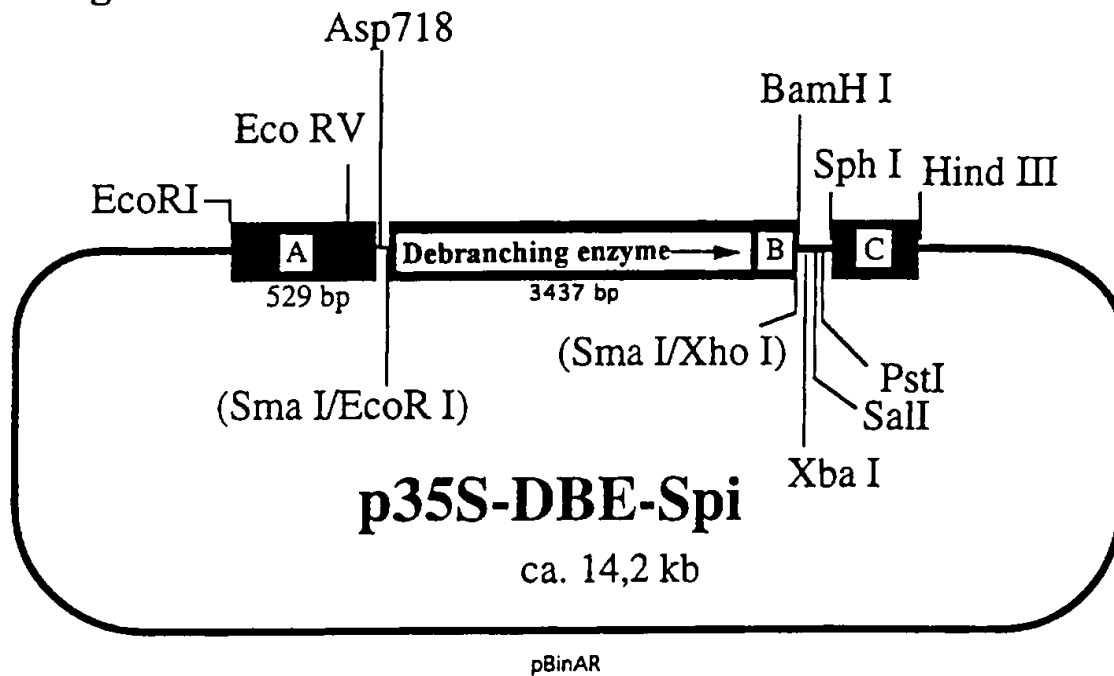 Asp718
BamH I
Eco RV
Sph I
Hind III
EcoRI
A
Debranching enzyme
B
C
529 bp
3437 bp
(Sma I/Xho I)
PstI
(Sma I/EcoR I)
SalI
Xba I
p35S-DBE-Spi
ca. 14,2 kb
pBinAR